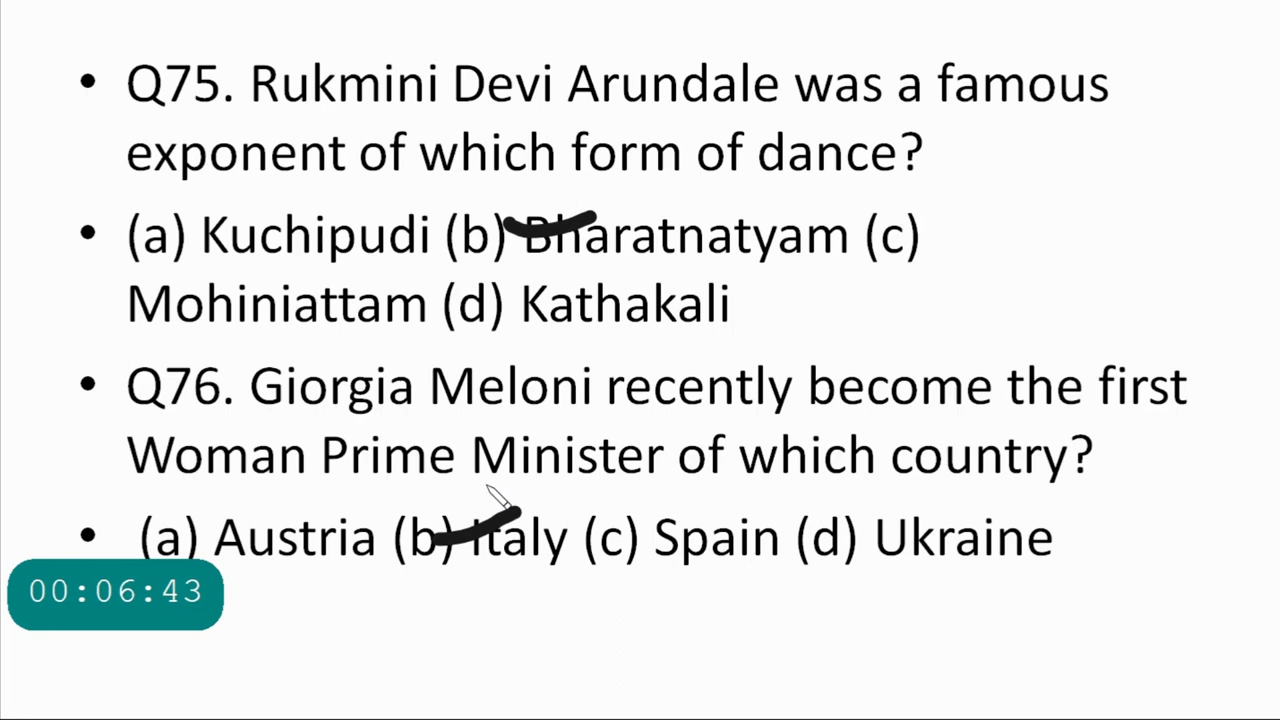 • Q75. Rukmini Devi Arundale was a famous
exponent of which form of dance?
• (a) Kuchipudi (b) Bharatnatyam (c)
Mohiniattam (d) Kathakali
• Q76. Giorgia Meloni recently become the first
Woman Prime Minister of which country?
• (a) Austria (b) Italy (c) Spain (d) Ukraine
00:06:43